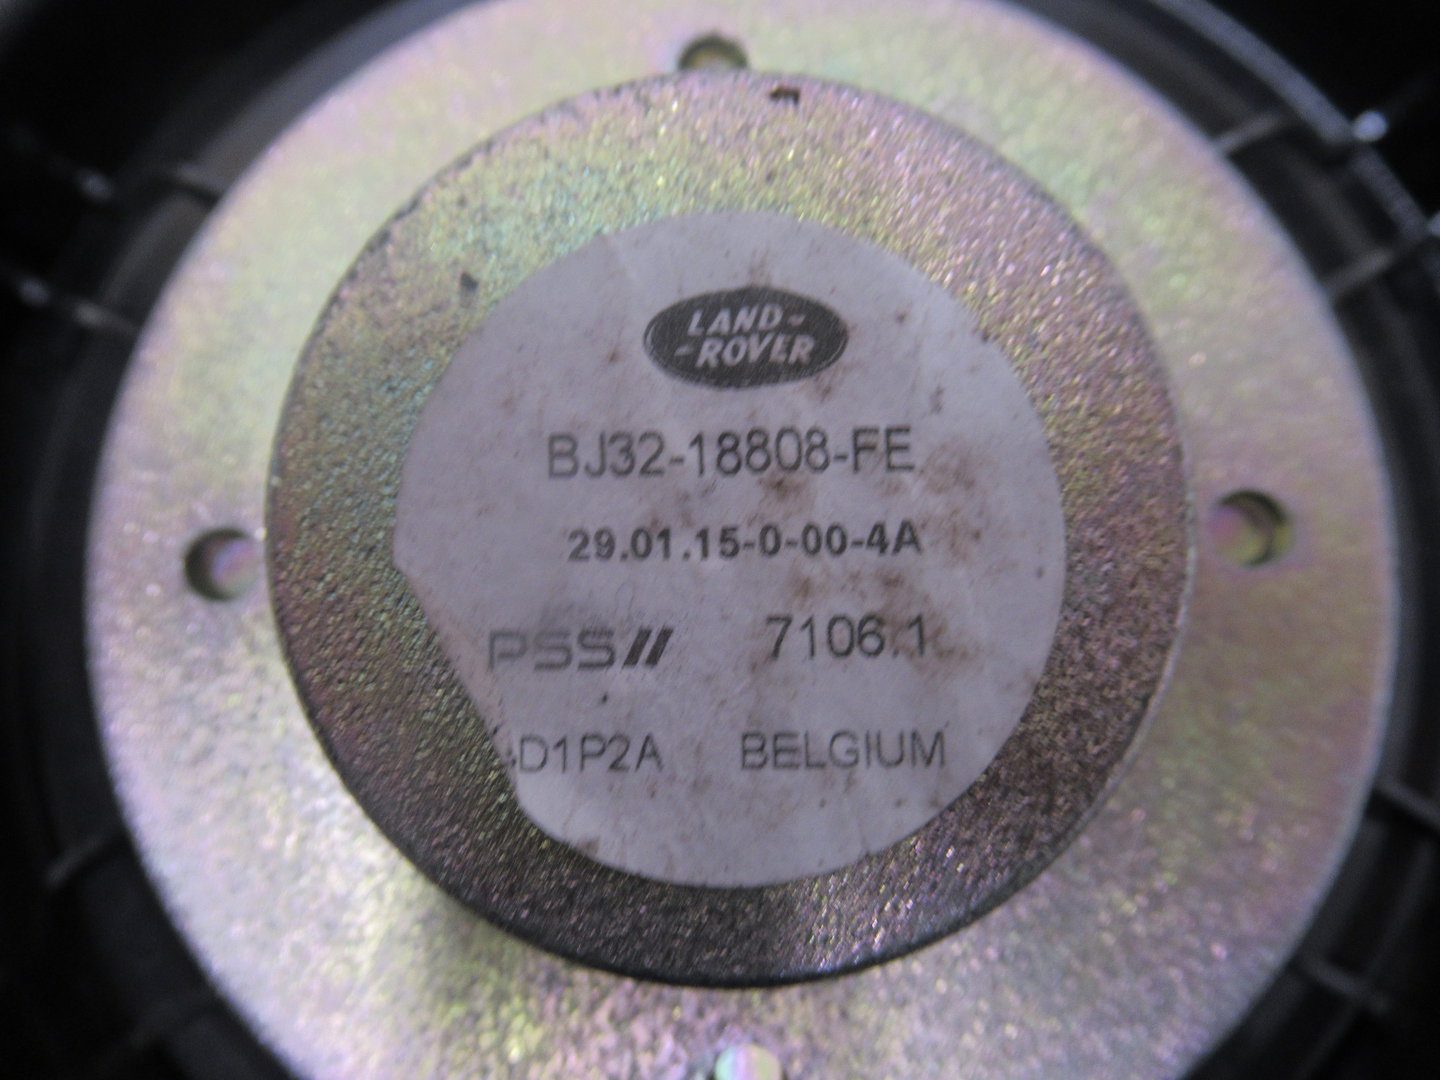 LAND-
-ROVER
BJ32-18808-FE
29.01.15-0-00-4A
PSS 7106.1
D1P2A BELGIUM